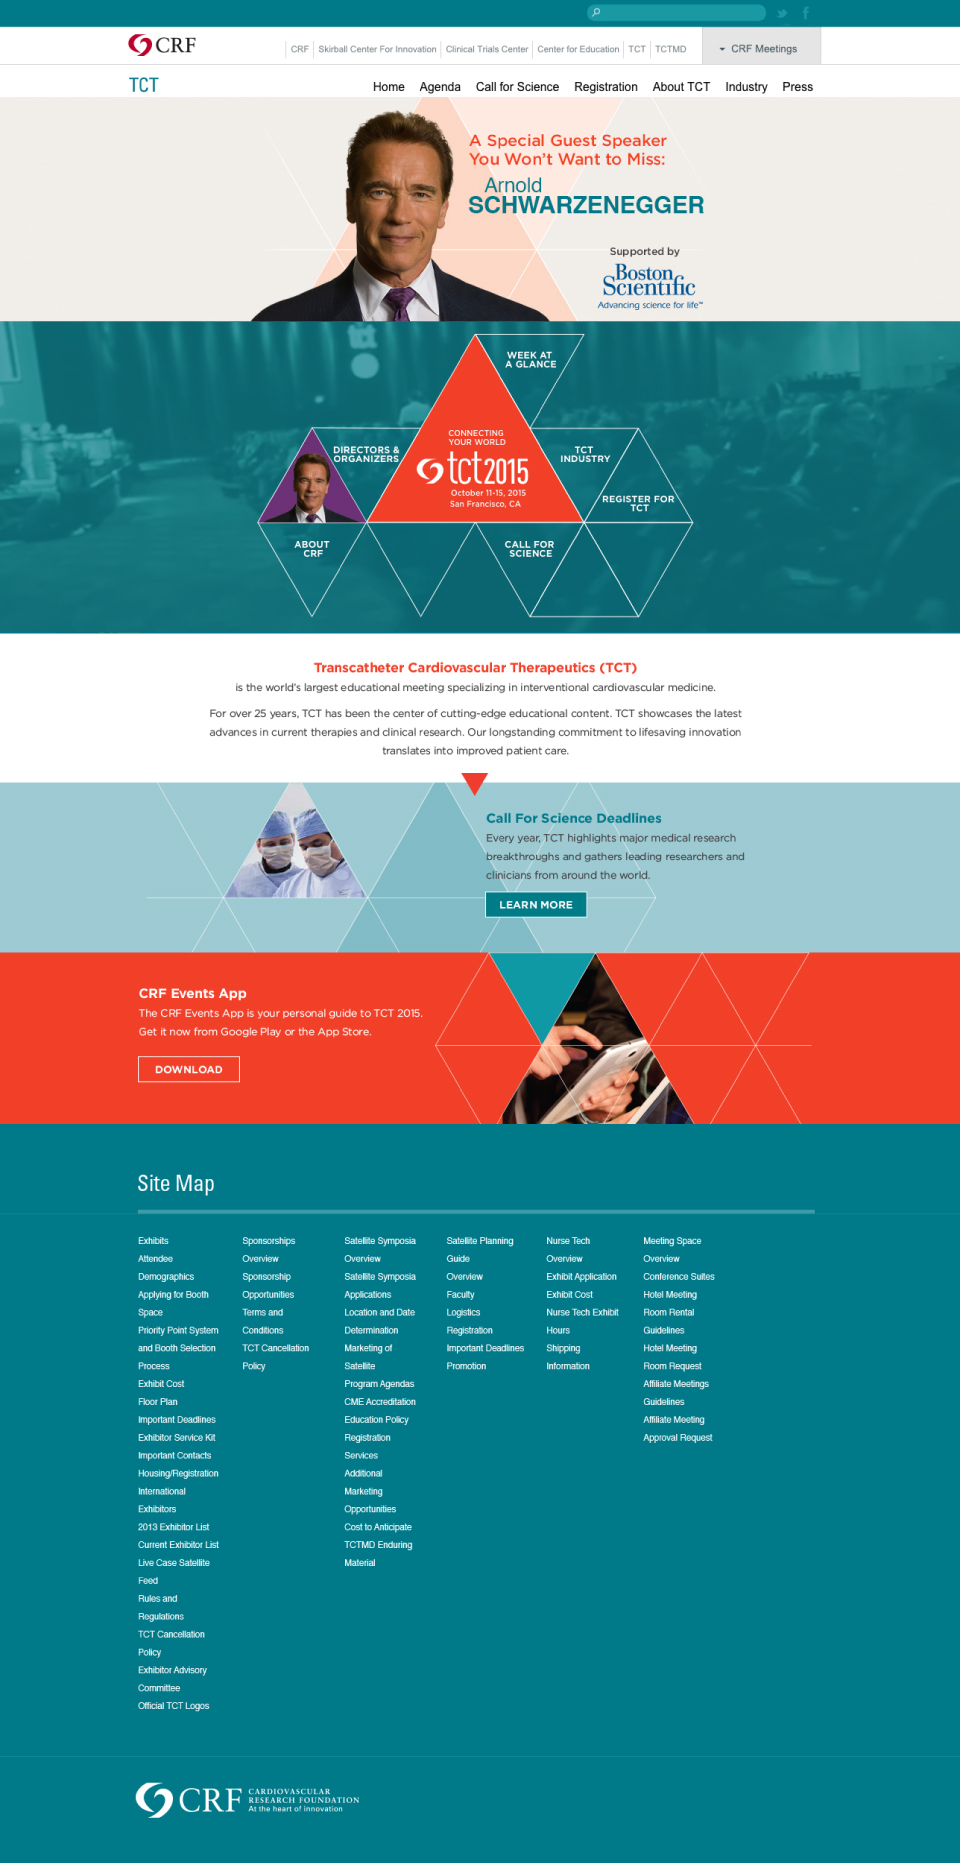 CRF
CRF
Skirball Center For Innovation
Clinical Trials Center
Center for Education
TCT
TCTMD
CRF Meetings
TCT
Home
Agenda
Call for Science
Registration
About TCT
Industry
Press
A Special Guest Speaker
You Won't Want to Miss:
Arnold
SCHWARZENEGGER
Supported by
Boston
Scientific
Advancing science for life™
WEEK AT
A GLANCE
DIRECTORS &
ORGANIZERS
CONNECTING
YOUR WORLD
tct2015
October 11-15, 2015
San Francisco, CA
TCT
INDUSTRY
REGISTER FOR
TCT
ABOUT
CRF
CALL FOR
SCIENCE
Transcatheter Cardiovascular Therapeutics (TCT)
is the world's largest educational meeting specializing in interventional cardiovascular medicine.
For over 25 years, TCT has been the center of cutting-edge educational content. TCT showcases the latest
advances in current therapies and clinical research. Our longstanding commitment to lifesaving innovation
translates into improved patient care.
Call For Science Deadlines
Every year, TCT highlights major medical research
breakthroughs and gathers leading researchers and
clinicians from around the world.
LEARN MORE
CRF Events App
The CRF Events App is your personal guide to TCT 2015.
Get it now from Google Play or the App Store.
DOWNLOAD
Site Map
Exhibits
Attendee
Demographics
Applying for Booth
Space
Priority Point System
and Booth Selection
Process
Exhibit Cost
Floor Plan
Important Deadlines
Exhibitor Service Kit
Important Contacts
Housing/Registration
International
Exhibitors
2013 Exhibitor List
Current Exhibitor List
Live Case Satellite
Feed
Rules and
Regulations
TCT Cancellation
Policy
Exhibitor Advisory
Committee
Official TCT Logos
Sponsorships
Overview
Sponsorship
Opportunities
Terms and
Conditions
TCT Cancellation
Policy
Satellite Symposia
Overview
Satellite Symposia
Applications
Location and Date
Determination
Marketing of
Satellite
Program Agendas
CME Accreditation
Education Policy
Registration
Services
Additional
Marketing
Opportunities
Cost to Anticipate
TCTMD Enduring
Material
Satellite Planning
Guide
Overview
Faculty
Logistics
Registration
Important Deadlines
Promotion
Nurse Tech
Overview
Exhibit Application
Exhibit Cost
Nurse Tech Exhibit
Hours
Shipping
Information
Meeting Space
Overview
Conference Suites
Hotel Meeting
Room Rental
Guidelines
Hotel Meeting
Room Request
Affiliate Meetings
Guidelines
Affiliate Meeting
Approval Request
CRF
CARDIOVASCULAR
RESEARCH FOUNDATION
At the heart of innovation